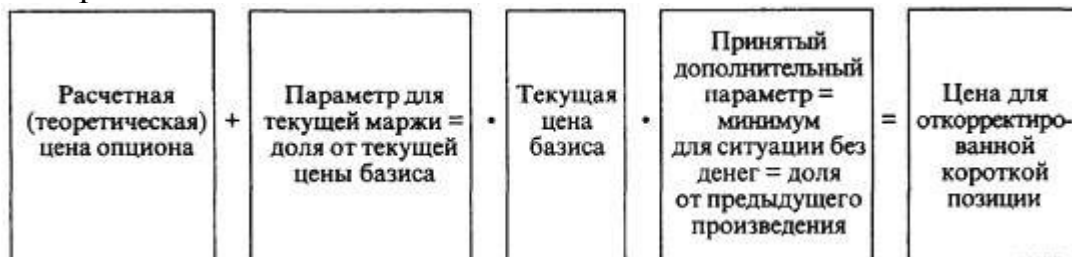 Расчетная
(теоретическая)
цена опциона
+
Параметр для
текущей маржи =
доля от текущей
цены базиса
·
Текущая
цена
базиса
·
Принятый
дополнительный
параметр =
минимум
для ситуации без
денег = доля
от предыдущего
произведения
=
Цена для
откорректиро-
ванной
короткой
позиции